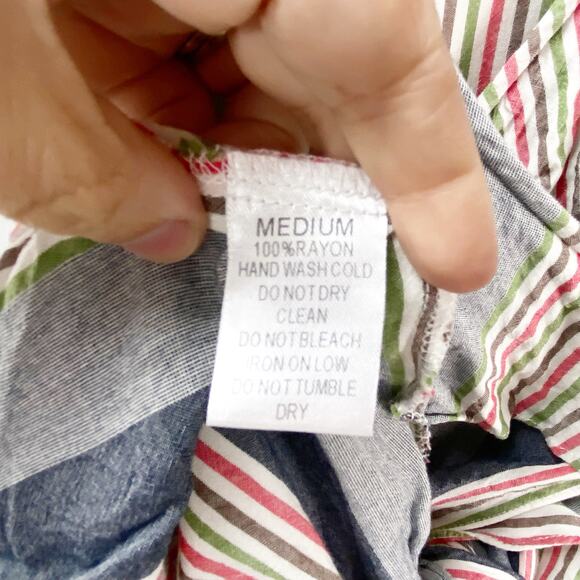 MEDIUM
100%RAYON
HAND WASH COLD
DO NOT DRY
CLEAN
DO NOT BLEACH
IRON ON LOW
DO NOT TUMBLE
DRY